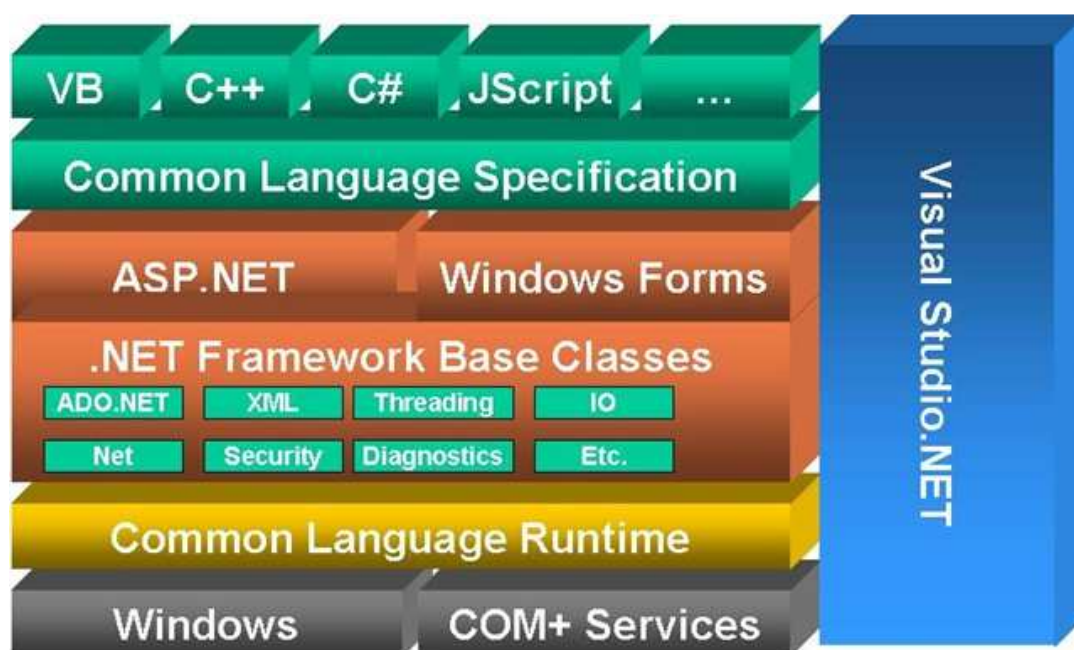 VB C++ C# JScript ...
Common Language Specification
ASP.NET Windows Forms
.NET Framework Base Classes
ADO.NET XML Threading IO
Net Security Diagnostics Etc.
Common Language Runtime
Windows COM+ Services
Visual Studio.NET